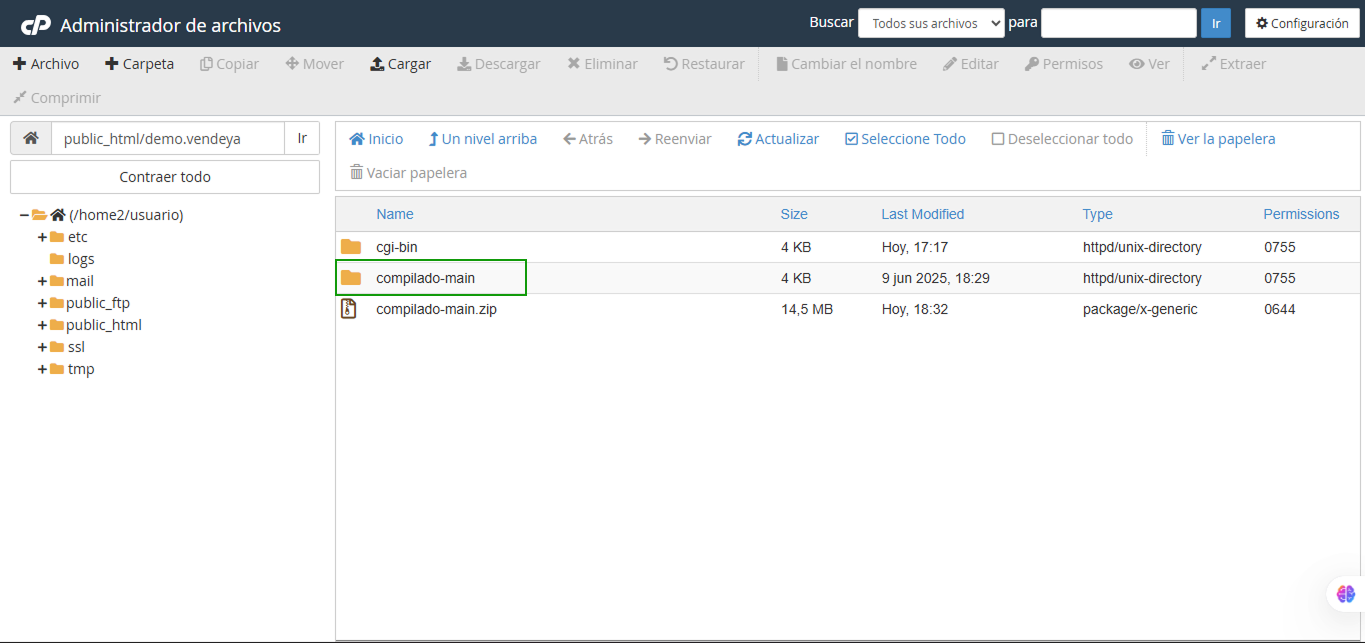 cP Administrador de archivos Buscar Todos sus archivos para Ir Configuración
Archivo Carpeta Copiar Mover Cargar Descargar Eliminar Restaurar Cambiar el nombre Editar Permisos Ver Extraer
Comprimir
public_html/demo.vendeya Ir
Contraer todo
(/home2/usuario)
etc
logs
mail
public_ftp
public_html
ssl
tmp
Inicio Un nivel arriba Atrás Reenviar Actualizar Seleccione Todo Deseleccionar todo Ver la papelera
Vaciar papelera
Name Size Last Modified Type Permissions
cgi-bin 4 KB Hoy, 17:17 httpd/unix-directory 0755
compilado-main 4 KB 9 jun 2025, 18:29 httpd/unix-directory 0755
compilado-main.zip 14,5 MB Hoy, 18:32 package/x-generic 0644